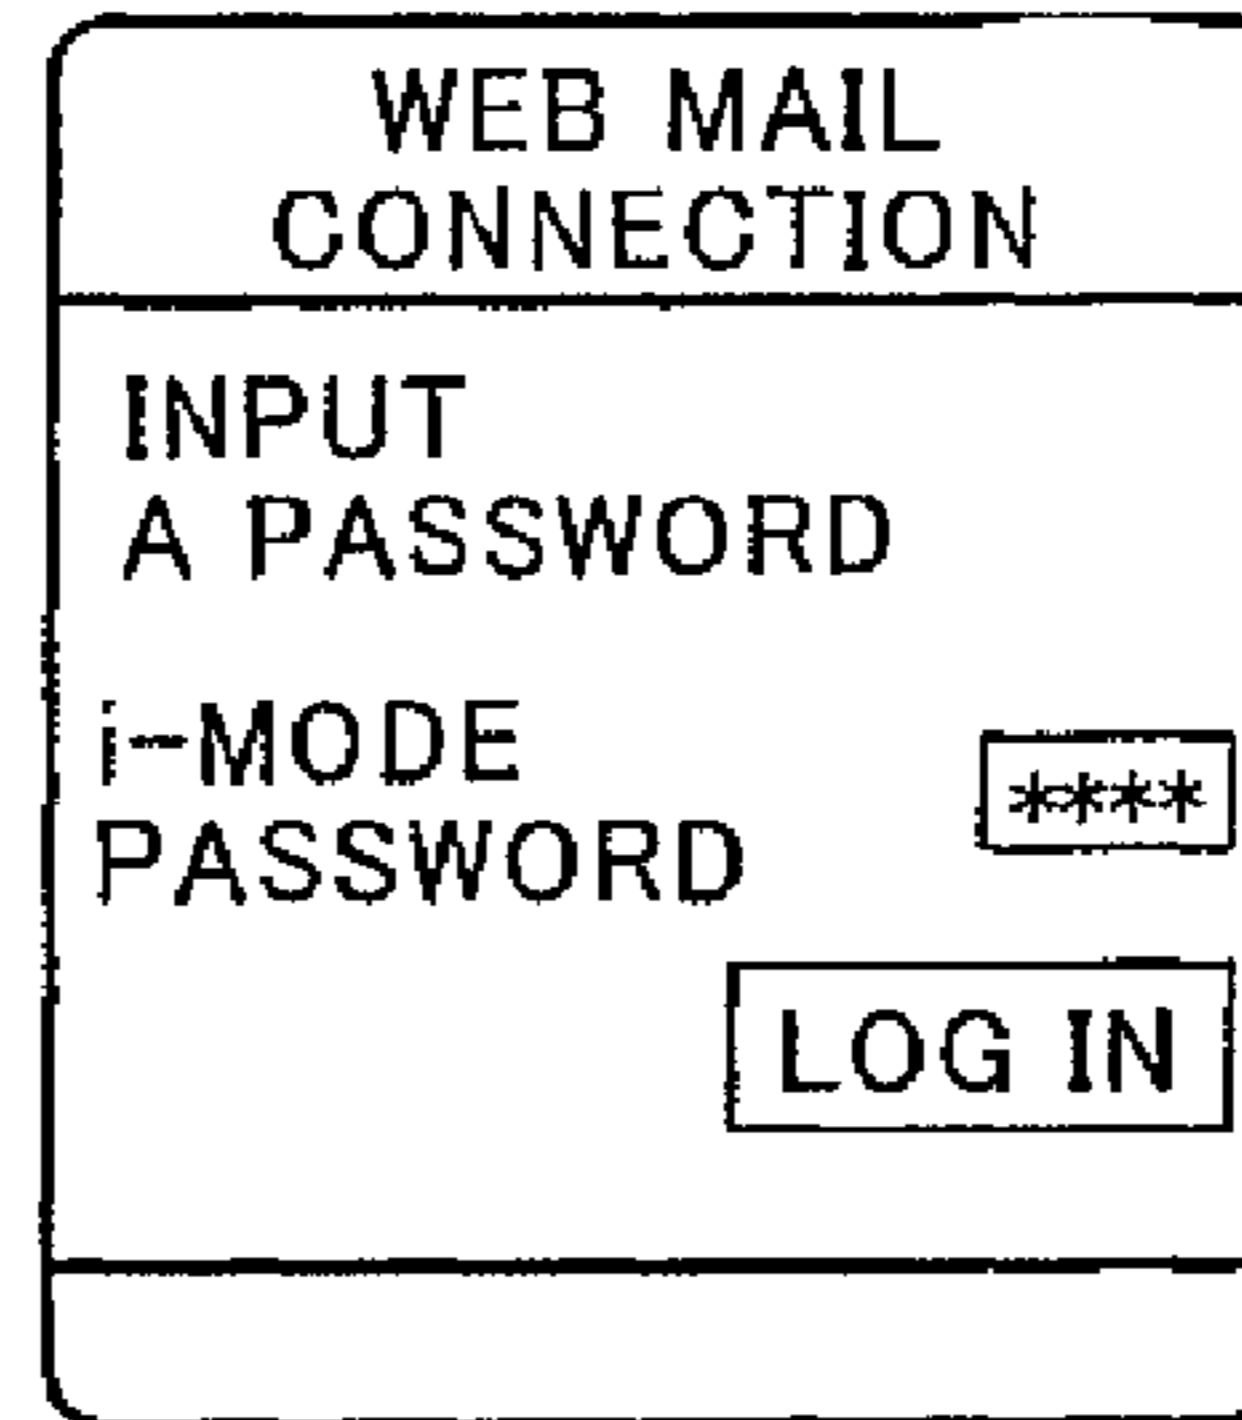 WEB MAIL
CONNECTION
INPUT
A PASSWORD
i-MODE
PASSWORD
****
LOG IN